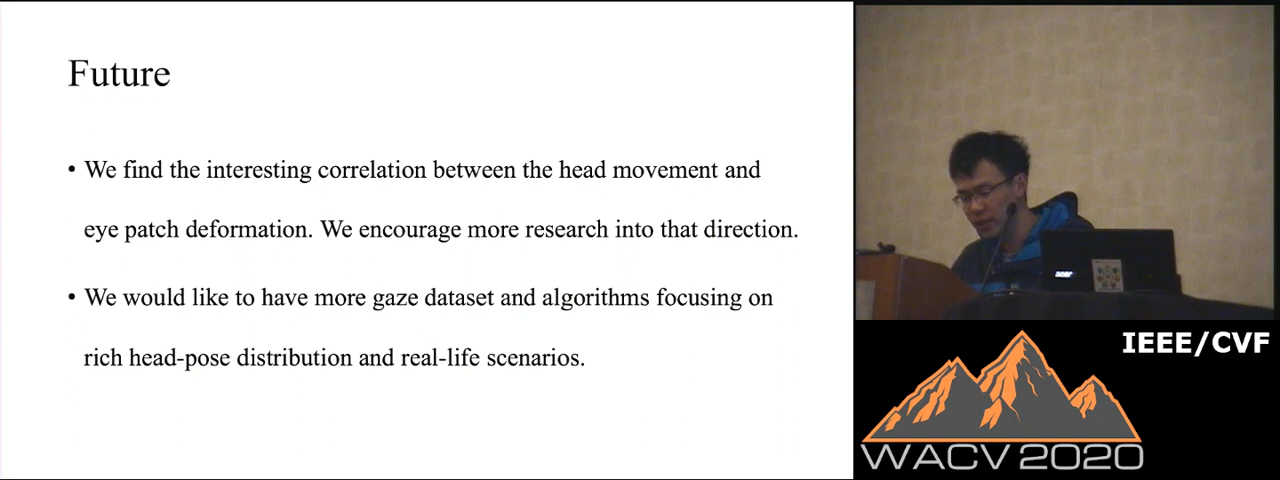 Future
• We find the interesting correlation between the head movement and
eye patch deformation. We encourage more research into that direction.
• We would like to have more gaze dataset and algorithms focusing on
rich head-pose distribution and real-life scenarios.
acer
IEEE/CVF
WACV 2020